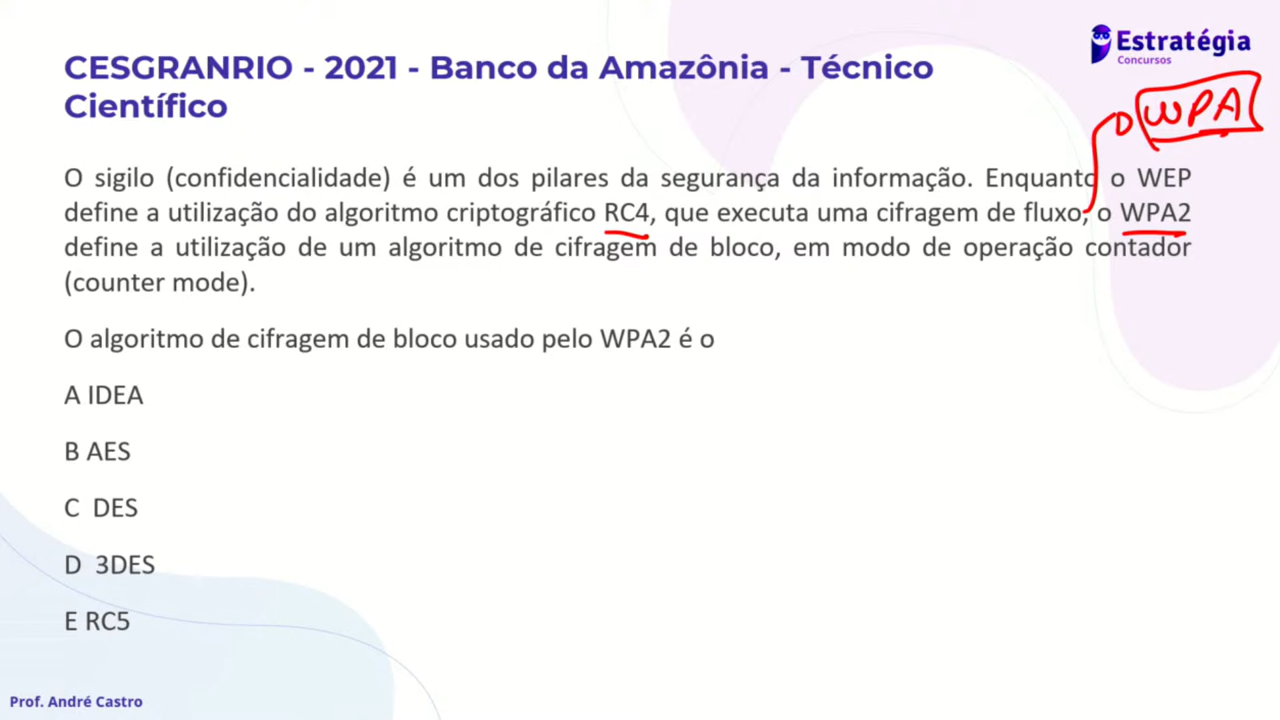 CESGRANRIO - 2021 - Banco da Amazônia - Técnico
Científico
Estratégia
Concursos
WPA
O sigilo (confidencialidade) é um dos pilares da segurança da informação. Enquanto o WEP
define a utilização do algoritmo criptográfico RC4, que executa uma cifragem de fluxo, o WPA2
define a utilização de um algoritmo de cifragem de bloco, em modo de operação contador
(counter mode).
O algoritmo de cifragem de bloco usado pelo WPA2 é o
A IDEA
B AES
C DES
D 3DES
E RC5
Prof. André Castro